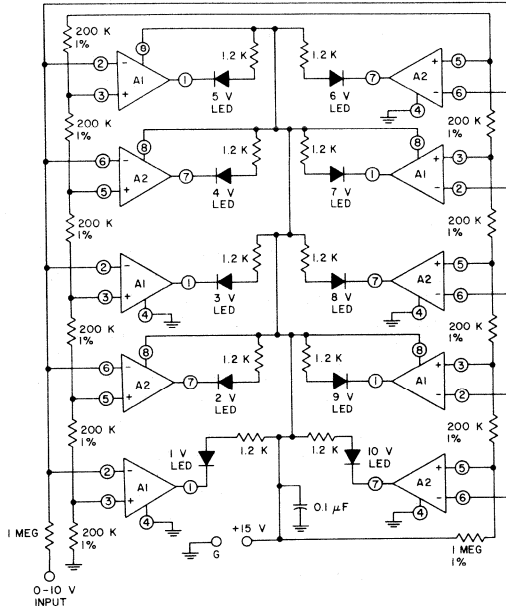 200 K
1%
8
2
-
A1
1
3
+
1.2 K
5 V
LED
1.2 K
6 V
LED
7
A2
+
5
-
6
4
200 K
1%
200 K
1%
8
6
-
A2
7
5
+
1.2 K
4 V
LED
1.2 K
7 V
LED
1
8
A1
+
3
-
2
200 K
1%
200 K
1%
2
-
A1
1
3
+
4
1.2 K
3 V
LED
1.2 K
8 V
LED
7
A2
+
5
-
6
4
200 K
1%
200 K
1%
8
6
-
A2
7
5
+
1.2 K
2 V
LED
1.2 K
9 V
LED
1
8
A1
+
3
-
2
200 K
1%
200 K
1%
2
-
A1
1
3
+
4
1 V
LED
1.2 K
1.2 K
10 V
LED
7
A2
+
5
-
6
4
0.1 µF
1 MEG
200 K
1%
G
+15 V
1 MEG
1%
0-10 V
INPUT